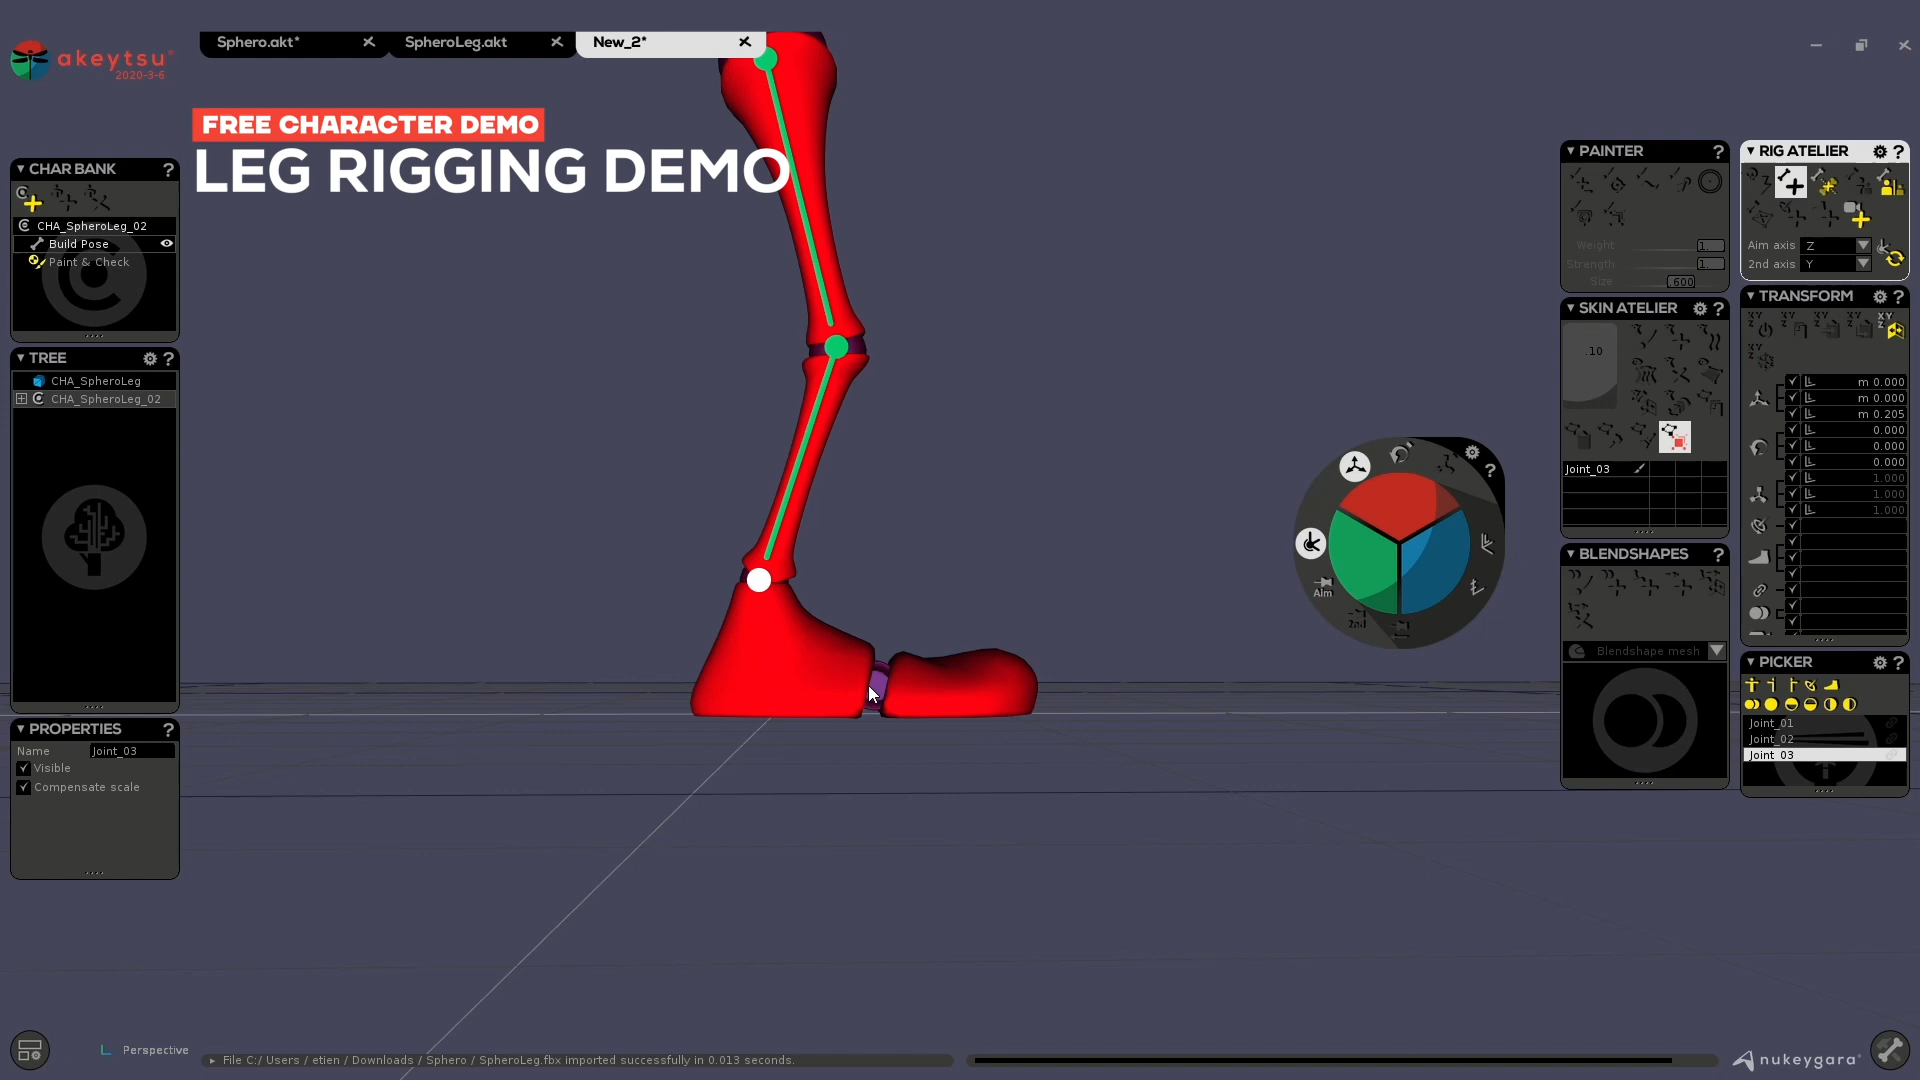 akeytsu
2020-3-6
Sphero.akt*
SpheroLeg.akt
New_2*
FREE CHARACTER DEMO
LEG RIGGING DEMO
CHAR BANK
?
CHA_SpheroLeg_02
Build Pose
Paint & Check
TREE
?
CHA_SpheroLeg
CHA_SpheroLeg_02
PROPERTIES
?
Name Joint_03
Visible
Compensate scale
?
Aim
2nd
PAINTER
?
Weight 1.
Strength 1.
Size .600
SKIN ATELIER
?
.10
Joint_03
BLENDSHAPES
?
Blendshape mesh
RIG ATELIER
?
Aim axis Z
2nd axis Y
TRANSFORM
?
m 0.000
m 0.000
m 0.205
0.000
0.000
0.000
1.000
1.000
1.000
PICKER
?
Joint_01
Joint_02
Joint_03
Perspective
File C:/ Users / etien / Downloads / Sphero / SpheroLeg.fbx imported successfully in 0.013 seconds.
nukeygara